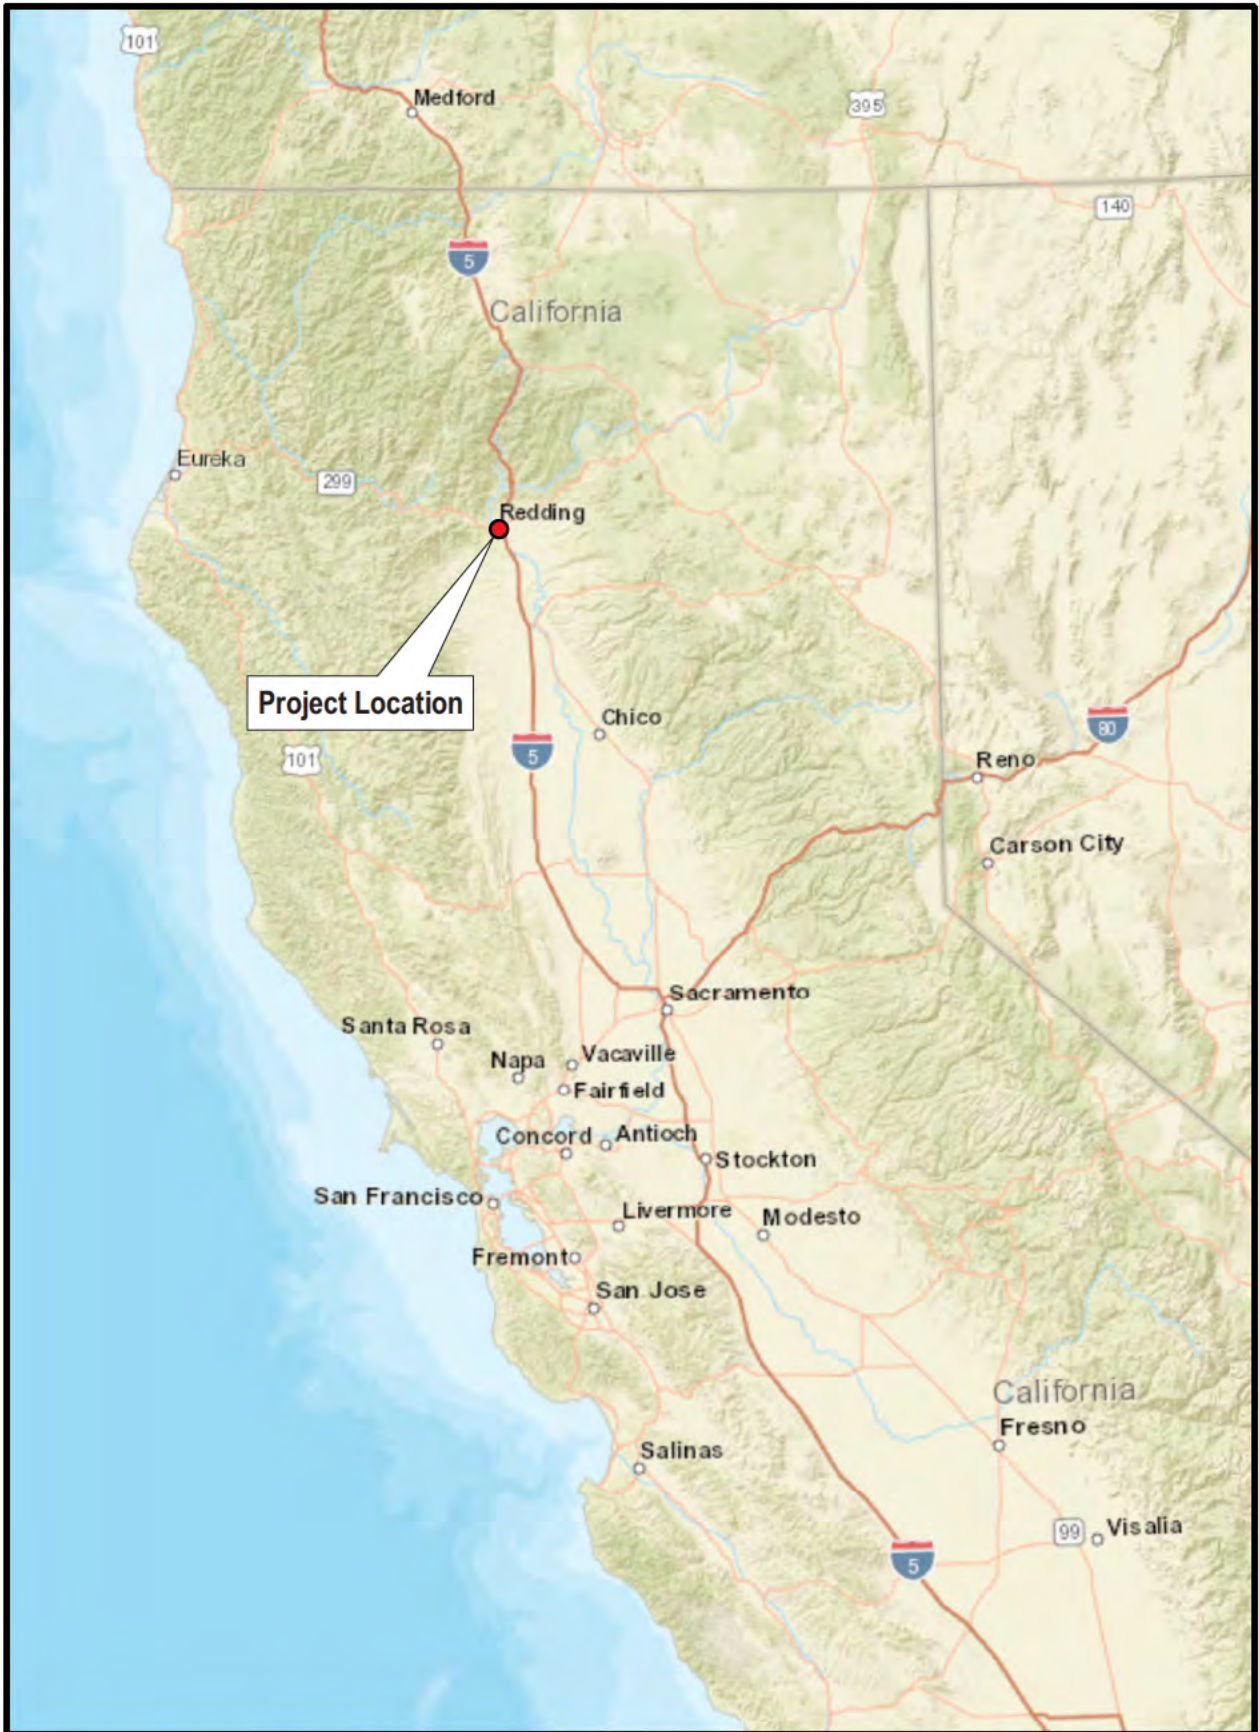 101
Medford
395
140
5
California
Eureka
299
Redding
Project Location
Chico
101
5
80
Reno
Carson City
Sacramento
Santa Rosa
Napa
Vacaville
Fairfield
Concord
Antioch
Stockton
San Francisco
Livermore
Modesto
Fremont
San Jose
California
Fresno
Salinas
99
Visalia
5